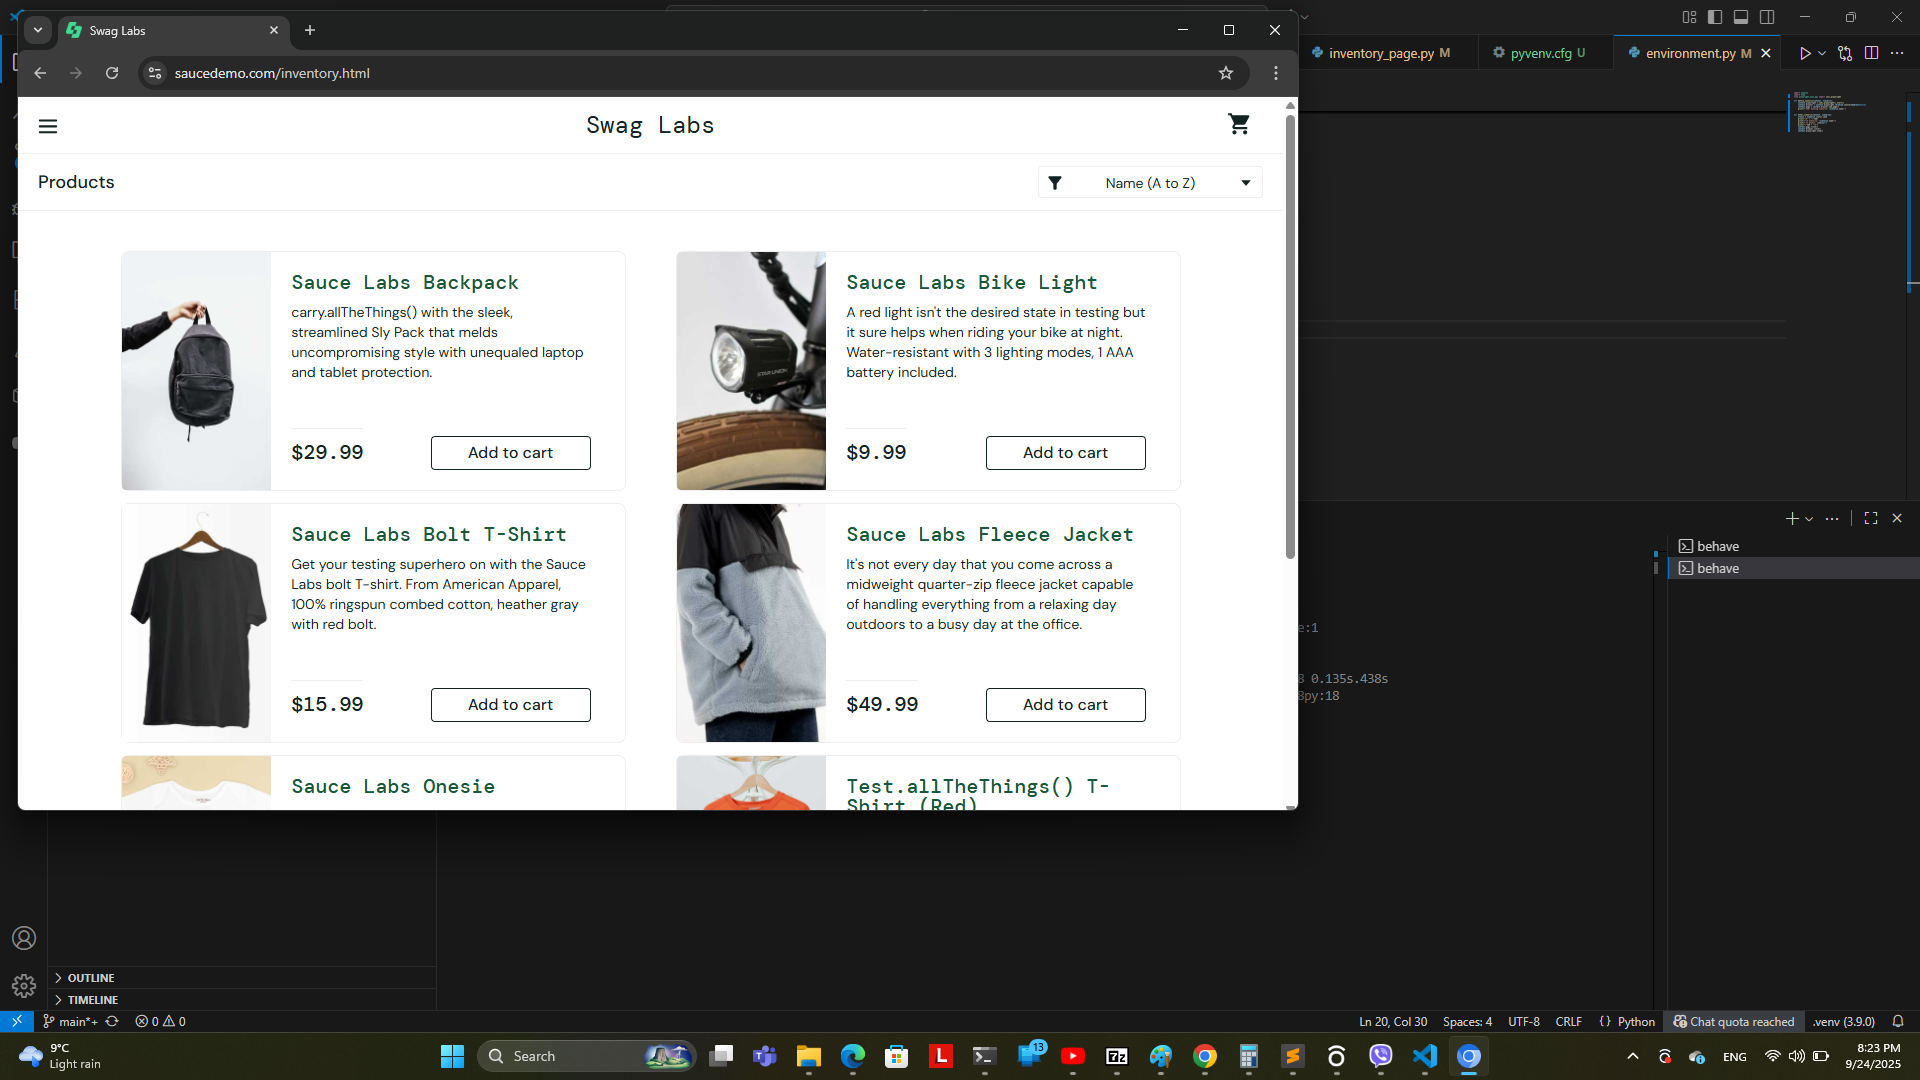 Swag Labs
inventory_page.py M
pyvenv.cfg U
environment.py M
saucedemo.com/inventory.html
Swag Labs
Products
Name (A to Z)
Sauce Labs Backpack
carry.allTheThings() with the sleek,
streamlined Sly Pack that melds
uncompromising style with unequaled laptop
and tablet protection.
$29.99
Add to cart
Sauce Labs Bike Light
A red light isn't the desired state in testing but
it sure helps when riding your bike at night.
Water-resistant with 3 lighting modes, 1 AAA
battery included.
$9.99
Add to cart
Sauce Labs Bolt T-Shirt
Get your testing superhero on with the Sauce
Labs bolt T-shirt. From American Apparel,
100% ringspun combed cotton, heather gray
with red bolt.
$15.99
Add to cart
Sauce Labs Fleece Jacket
It's not every day that you come across a
midweight quarter-zip fleece jacket capable
of handling everything from a relaxing day
outdoors to a busy day at the office.
$49.99
Add to cart
Sauce Labs Onesie
Test.allTheThings() T-
Shirt (Red)
behave
behave
e:1
8 0.135s.438s
8py:18
OUTLINE
TIMELINE
main*+
0
0
Ln 20, Col 30
Spaces: 4
UTF-8
CRLF
{} Python
Chat quota reached
.venv (3.9.0)
9°C
Light rain
Search
L
13
7z
ENG
8:23 PM
9/24/2025